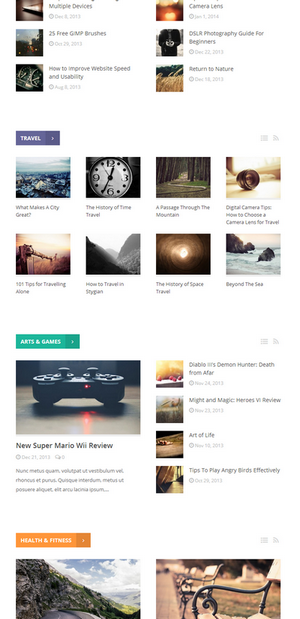 Multiple Devices
Dec 8, 2013
25 Free GIMP Brushes
Oct 29, 2013
How to Improve Website Speed
and Usability
Aug 8, 2013
Camera Lens
Jan 1, 2014
DSLR Photography Guide For
Beginners
Dec 22, 2013
Return to Nature
Dec 18, 2013
TRAVEL
What Makes A City
Great?
The History of Time
Travel
A Passage Through The
Mountain
Digital Camera Tips:
How to Choose a
Camera Lens for Travel
101 Tips for Travelling
Alone
How to Travel in
Stygian
The History of Space
Travel
Beyond The Sea
ARTS & GAMES
New Super Mario Wii Review
Dec 21, 2013
Nunc metus quam, volutpat ut vestibulum vel,
rhoncus et purus. Quisque interdum, metus ut
posuere aliquet, elit arcu lacinia ipsum,...
Diablo III's Demon Hunter: Death
from Afar
Nov 24, 2013
Might and Magic: Heroes VI Review
Nov 23, 2013
Art of Life
Nov 10, 2013
Tips To Play Angry Birds Effectively
Oct 29, 2013
HEALTH & FITNESS